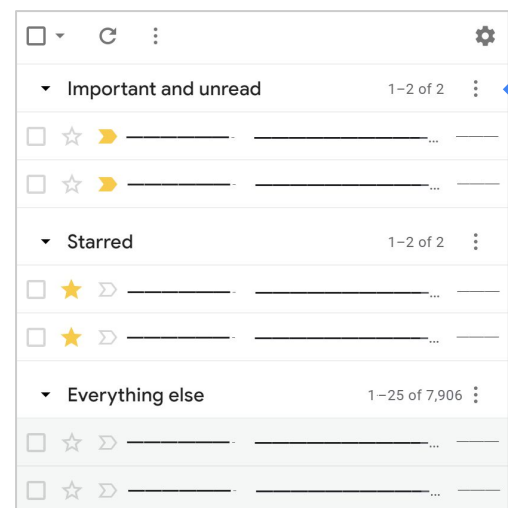 Important and unread 1–2 of 2
Starred 1–2 of 2
Everything else 1–25 of 7,906